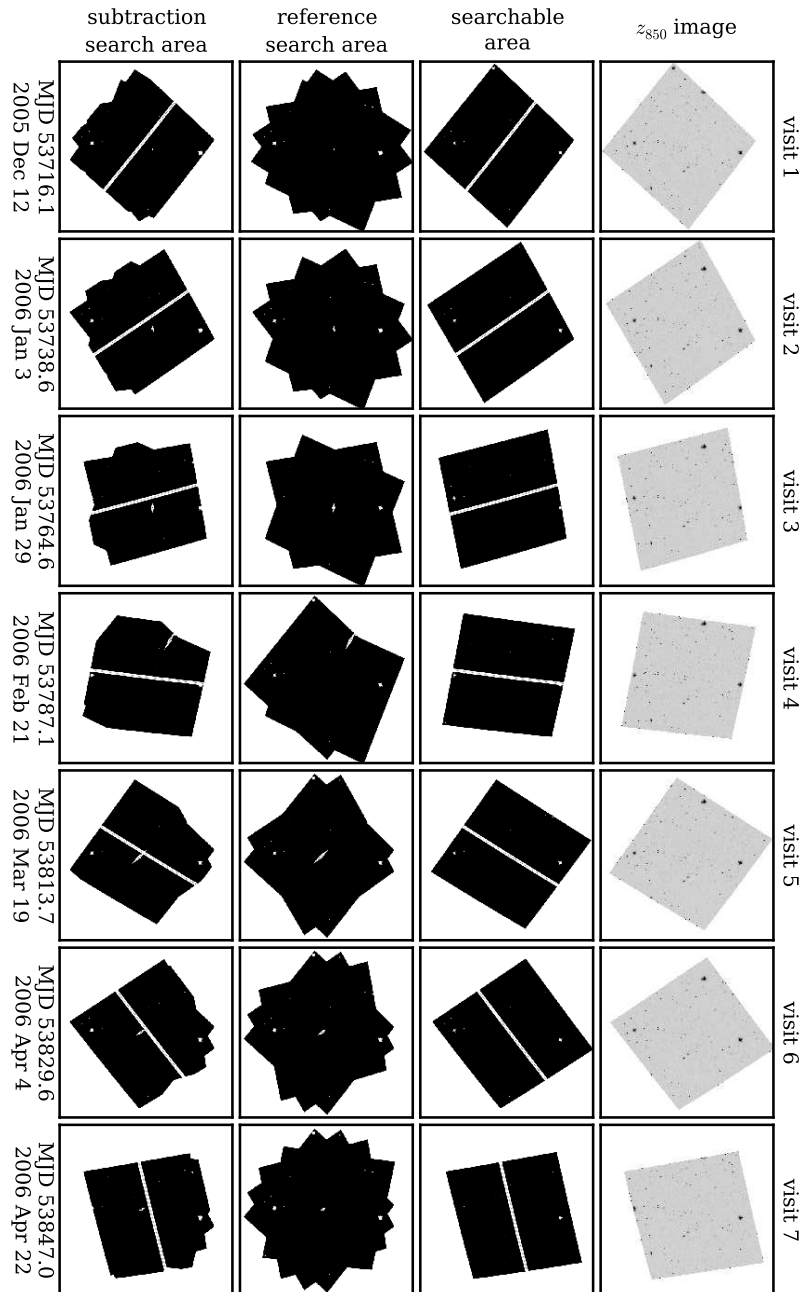 subtraction
search area
reference
search area
searchable
area
z₈₅₀ image
visit 1
MJD 53716.1
2005 Dec 12
visit 2
MJD 53738.6
2006 Jan 3
visit 3
MJD 53764.6
2006 Jan 29
visit 4
MJD 53787.1
2006 Feb 21
visit 5
MJD 53813.7
2006 Mar 19
visit 6
MJD 53829.6
2006 Apr 4
visit 7
MJD 53847.0
2006 Apr 22